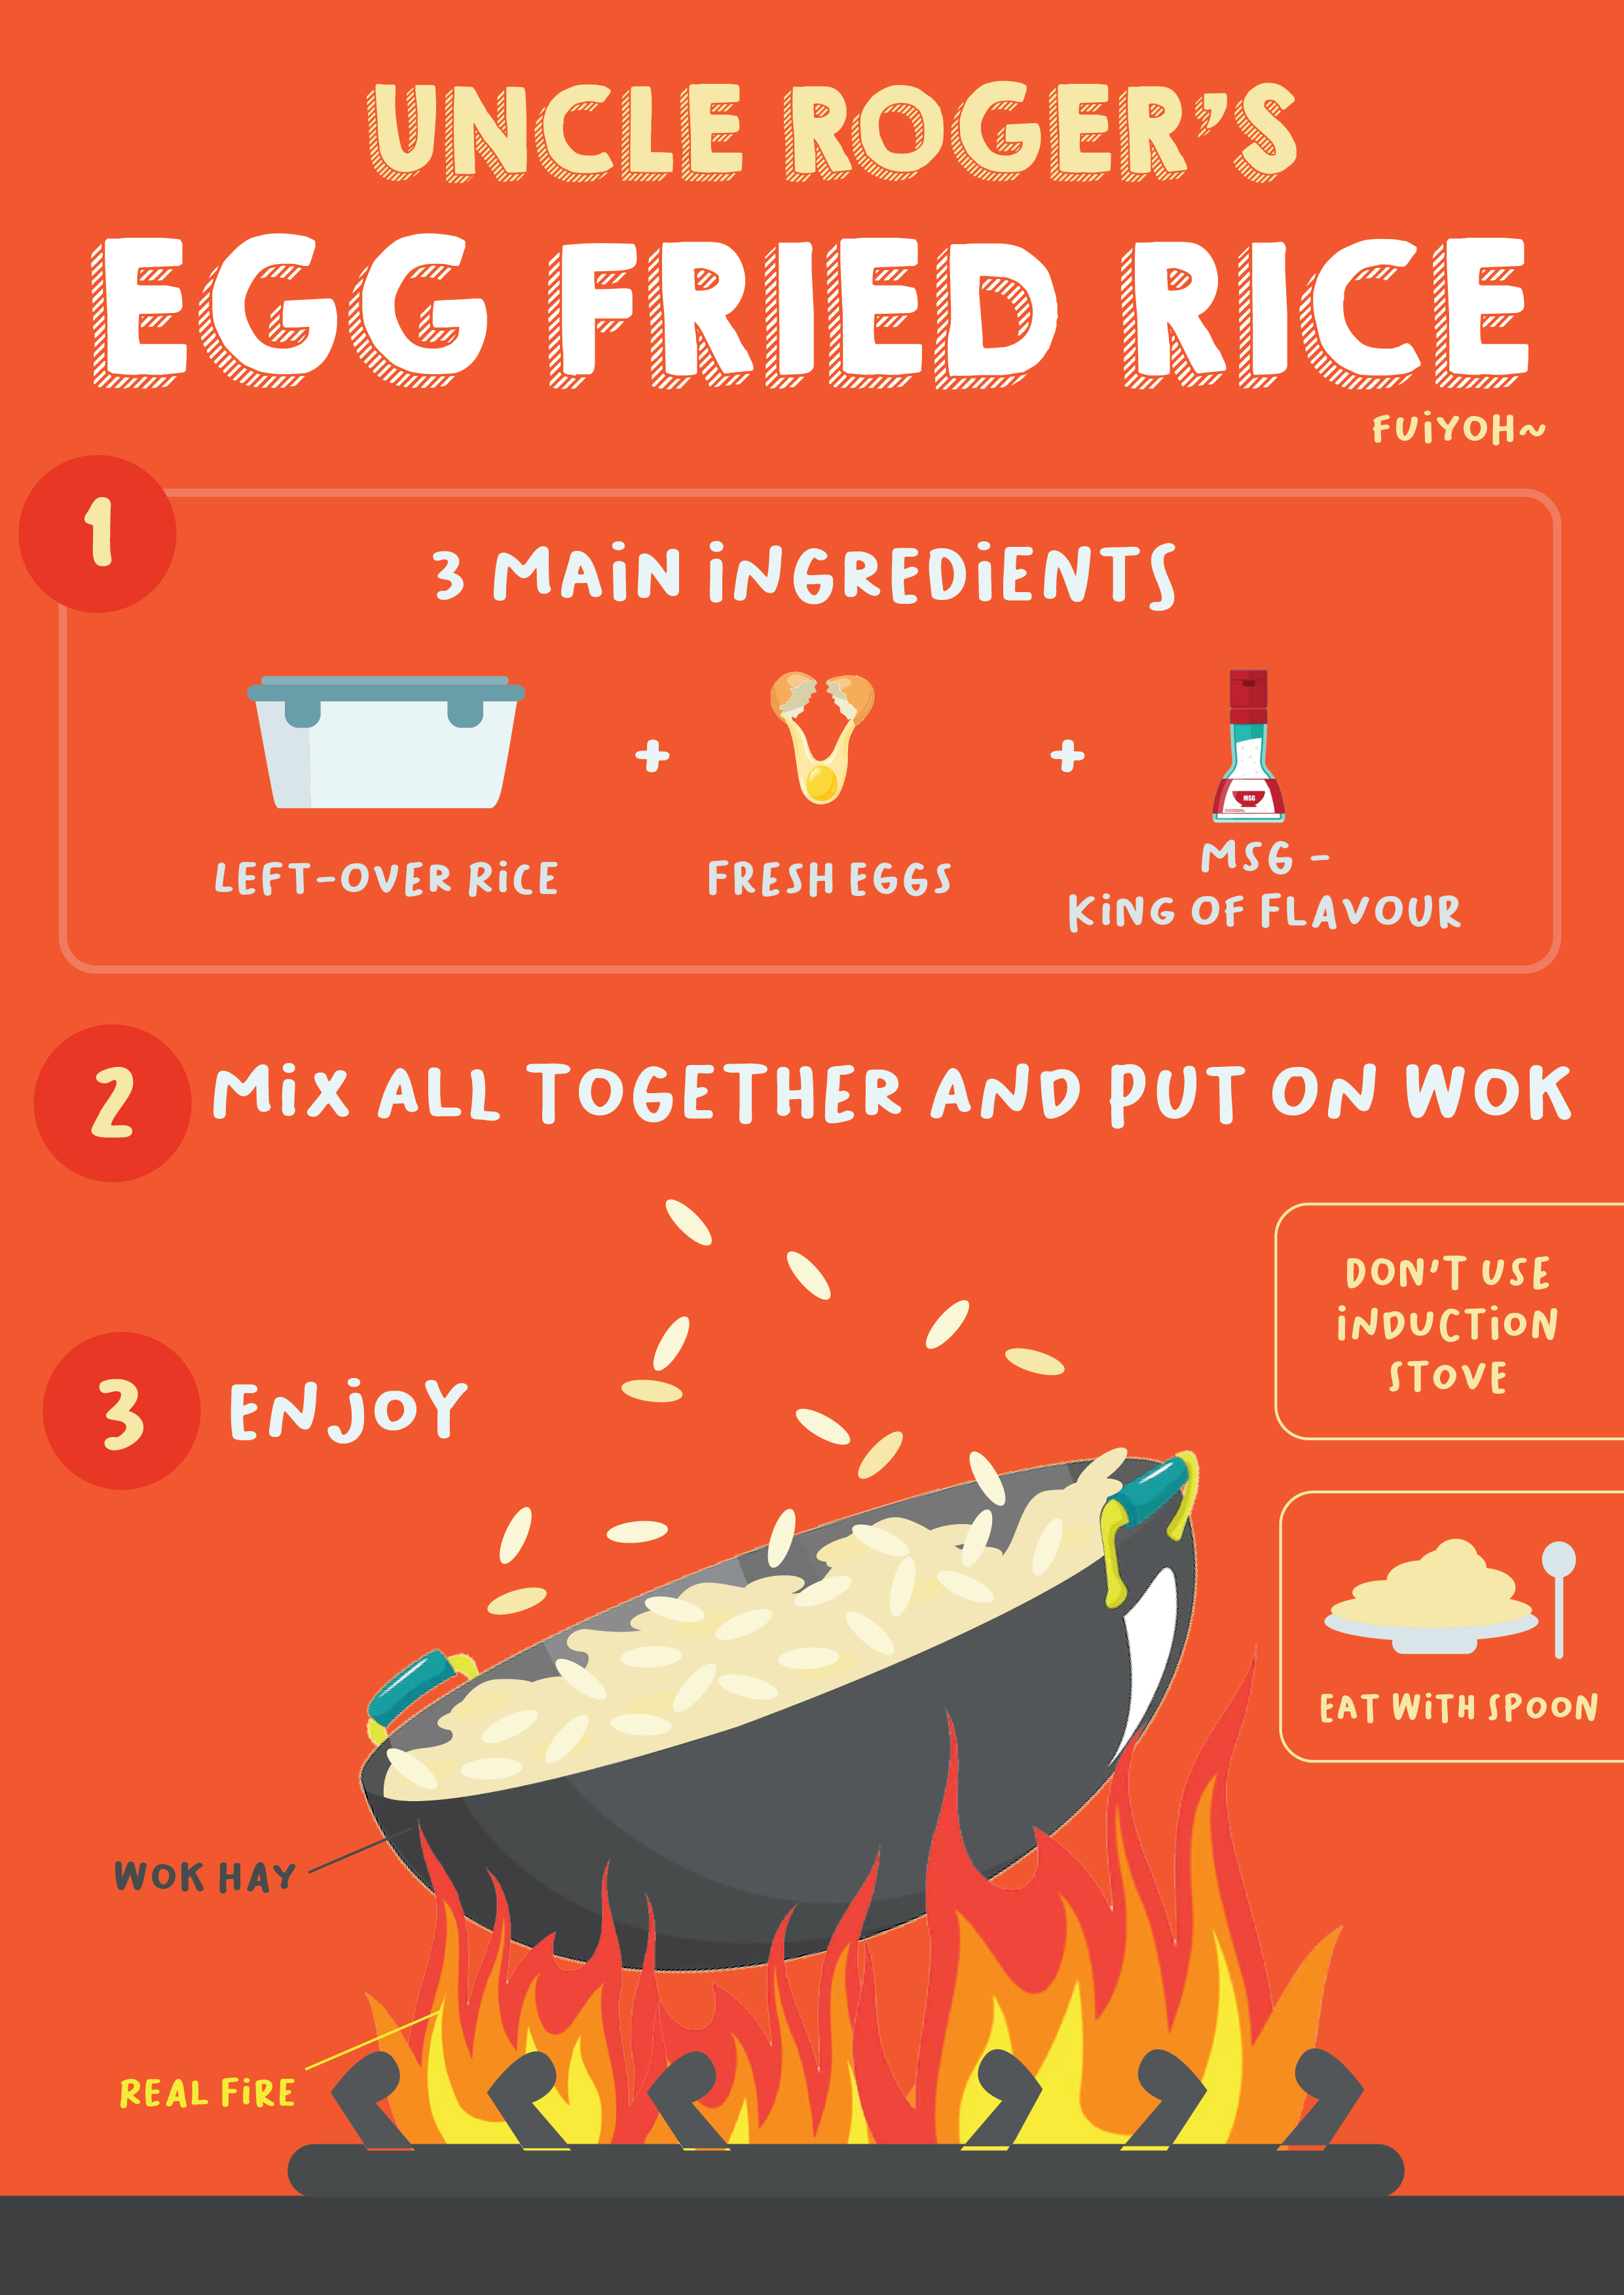 UNCLE ROGER'S
EGG FRIED RICE
FUiYOH~
1
3 MAiN iNGREDiENTS
+
+
MSG
LEFT-OVER RiCE
FRESH EGGS
MSG -
KiNG OF FLAVOUR
2
MiX ALL TOGETHER AND PUT ON WOK
DON'T USE
iNDUCTiON
STOVE
3
ENJOY
EAT WiTH SPOON
WOK HAY
REAL FiRE